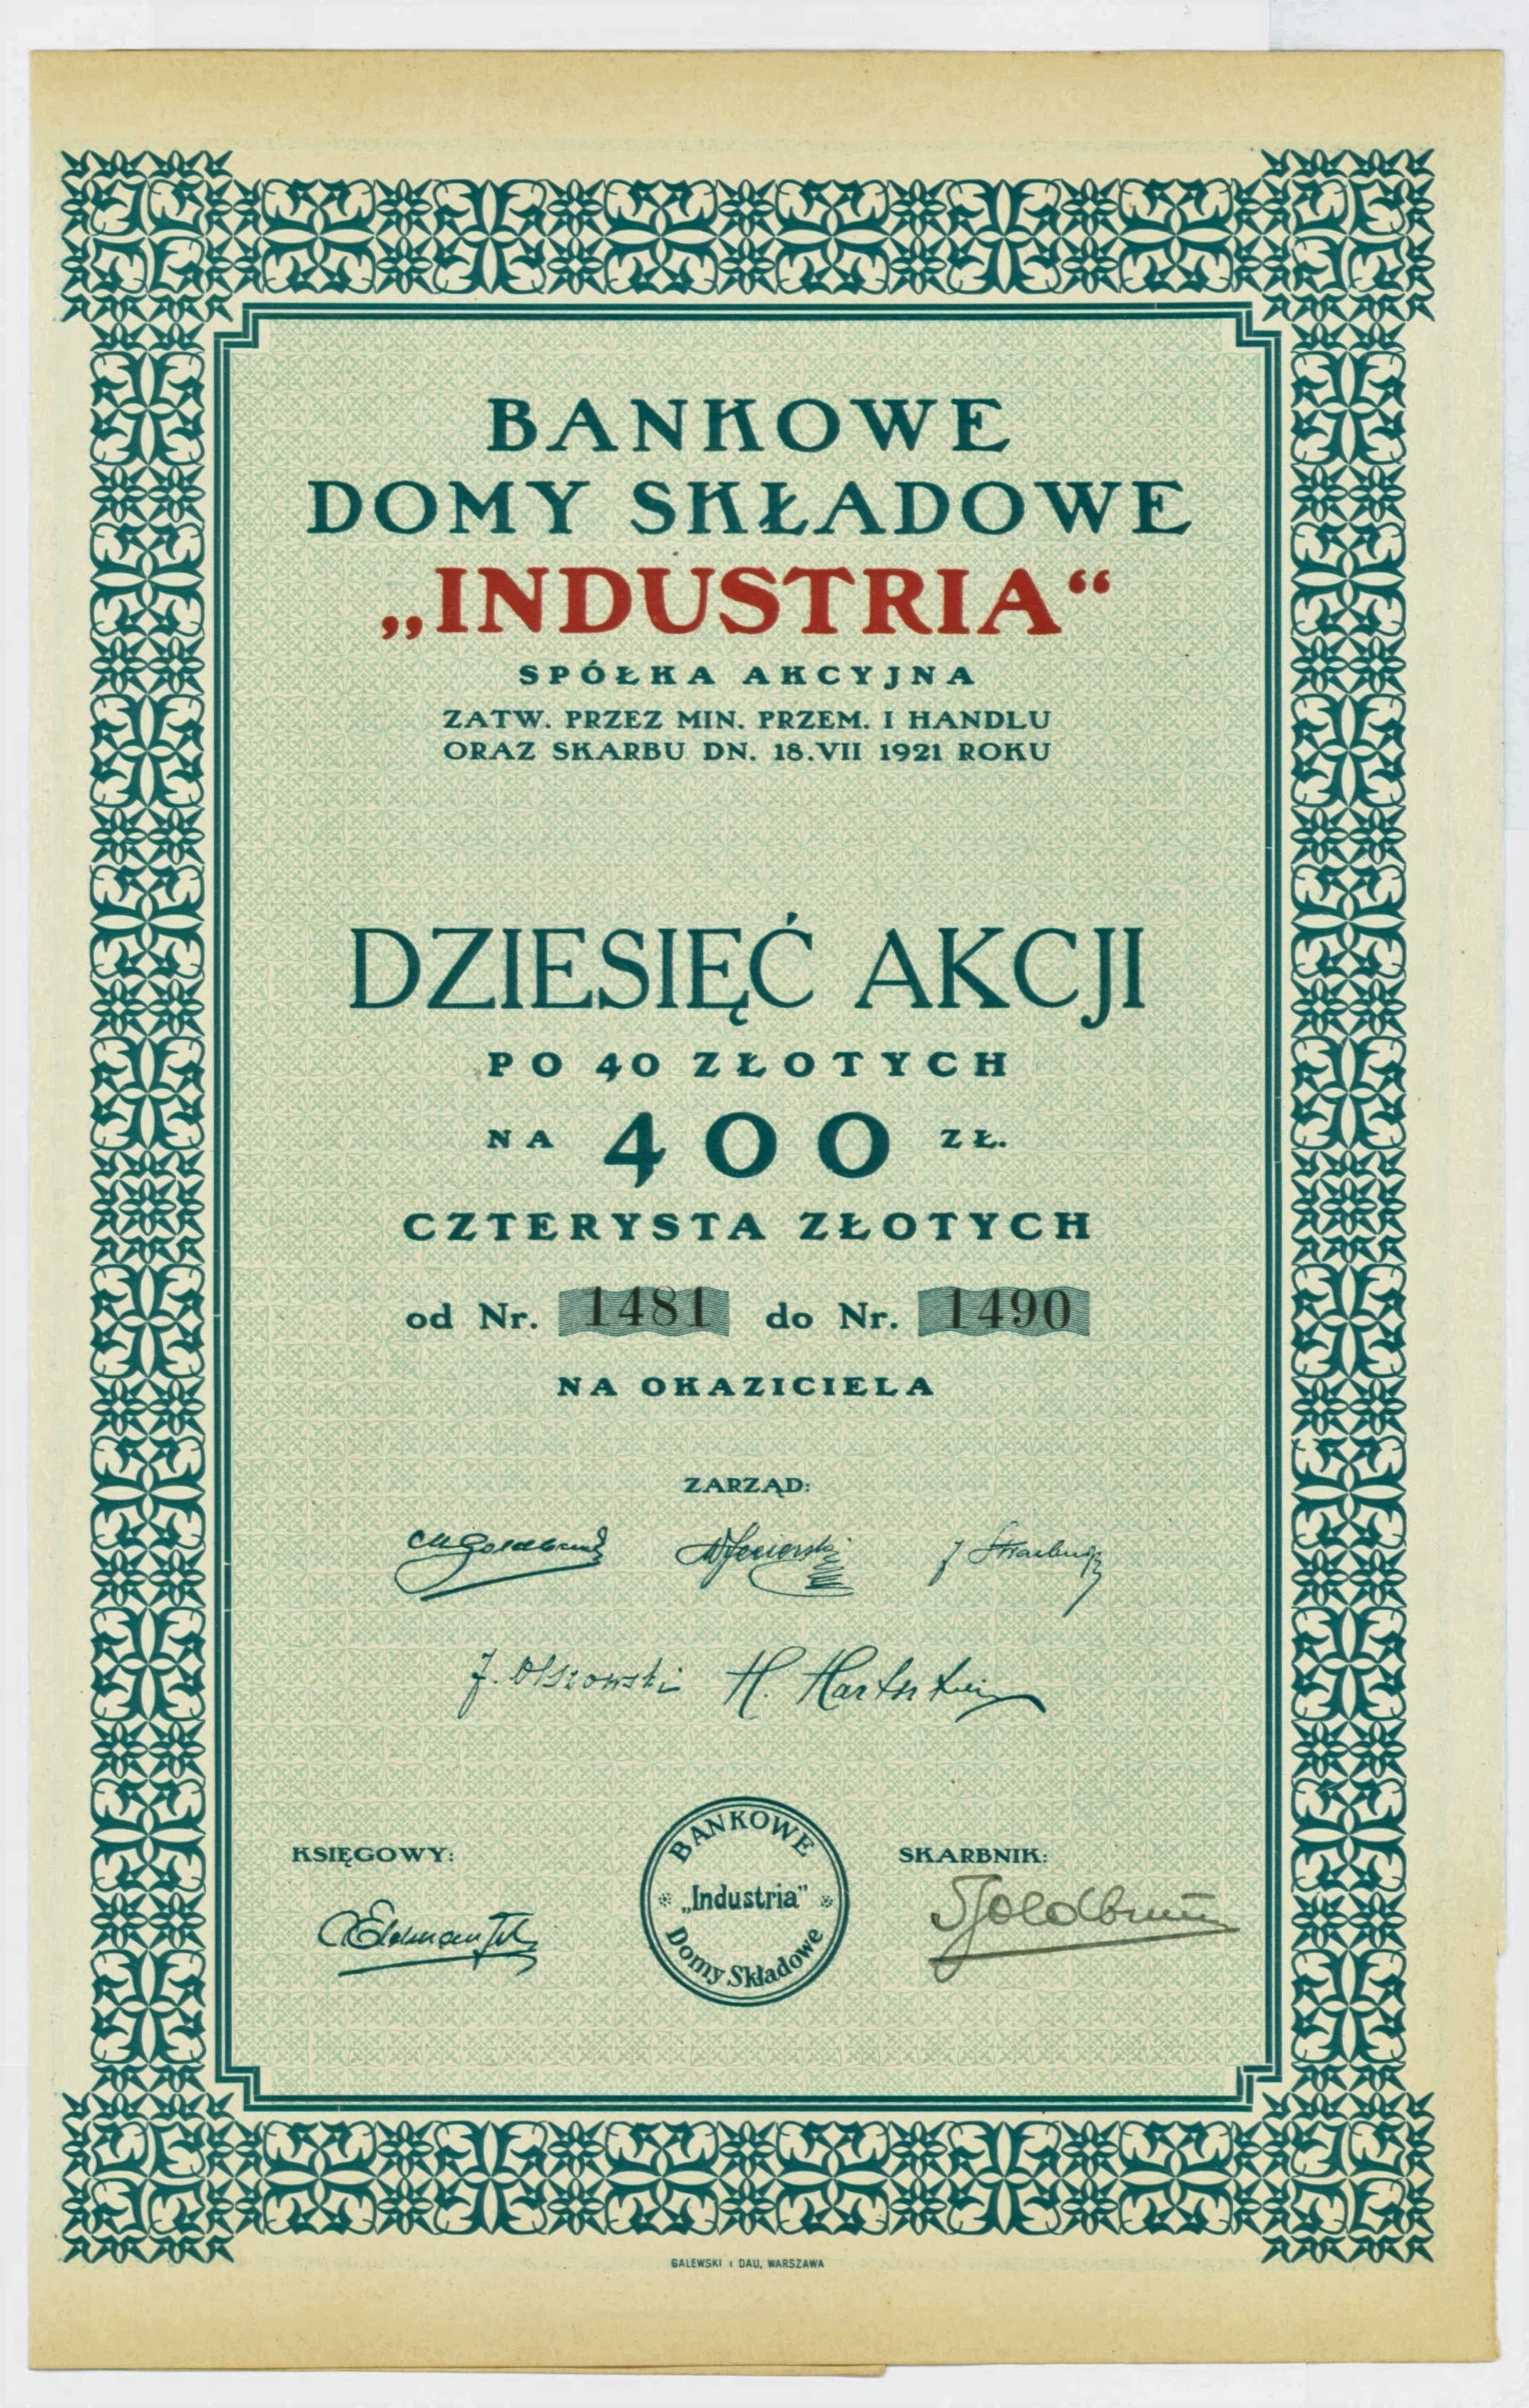 BANKOWE
DOMY SKŁADOWE
„INDUSTRIA“
SPÓŁKA AKCYJNA
ZATW. PRZEZ MIN. PRZEM. I HANDLU
ORAZ SKARBU DN. 18.VII 1921 ROKU
DZIESIĘĆ AKCJI
PO 40 ZŁOTYCH
NA 400 ZŁ.
CZTERYSTA ZŁOTYCH
od Nr. 1481 do Nr. 1490
NA OKAZICIELA
ZARZĄD:
J. Olszowski H.
KSIĘGOWY:
BANKOWE
„Industria”
Domy Składowe
SKARBNIK:
GALEWSKI I DAU, WARSZAWA